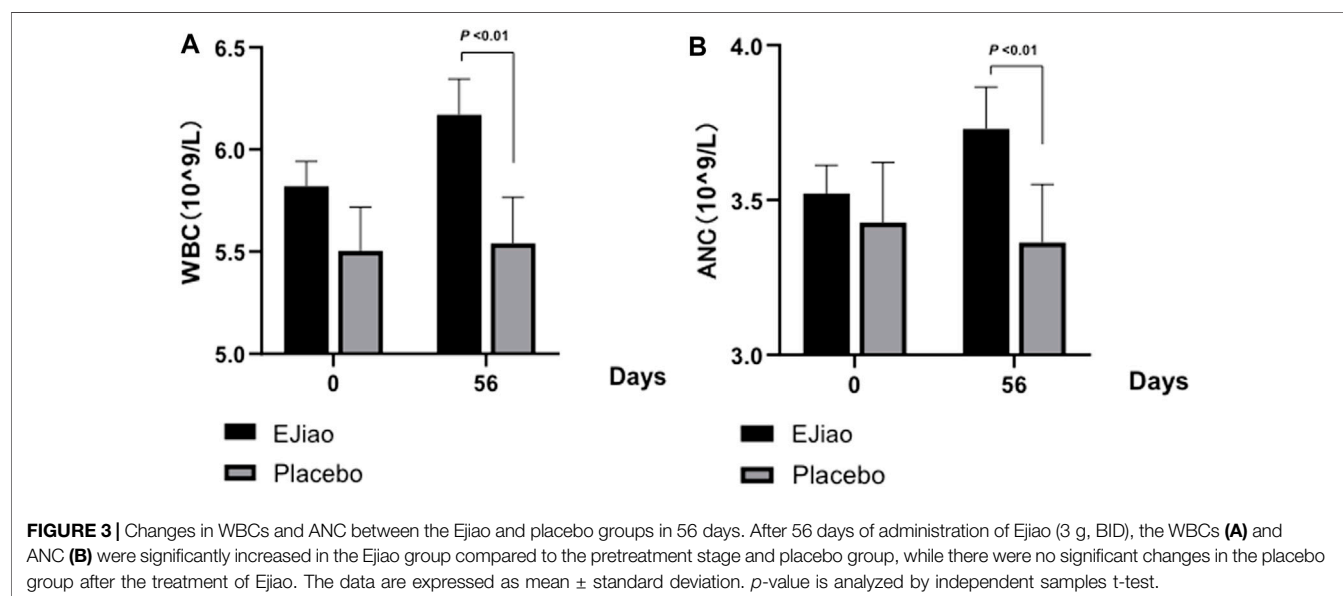 A
6.5
6.0
5.5
5.0
WBC(10^9/L)
P <0.01
0
56
Days
EJiao
Placebo
B
4.0
3.5
3.0
ANC(10^9/L)
P <0.01
0
56
Days
EJiao
Placebo
FIGURE 3 | Changes in WBCs and ANC between the Ejiao and placebo groups in 56 days. After 56 days of administration of Ejiao (3 g, BID), the WBCs (A) and
ANC (B) were significantly increased in the Ejiao group compared to the pretreatment stage and placebo group, while there were no significant changes in the placebo
group after the treatment of Ejiao. The data are expressed as mean ± standard deviation. p-value is analyzed by independent samples t-test.